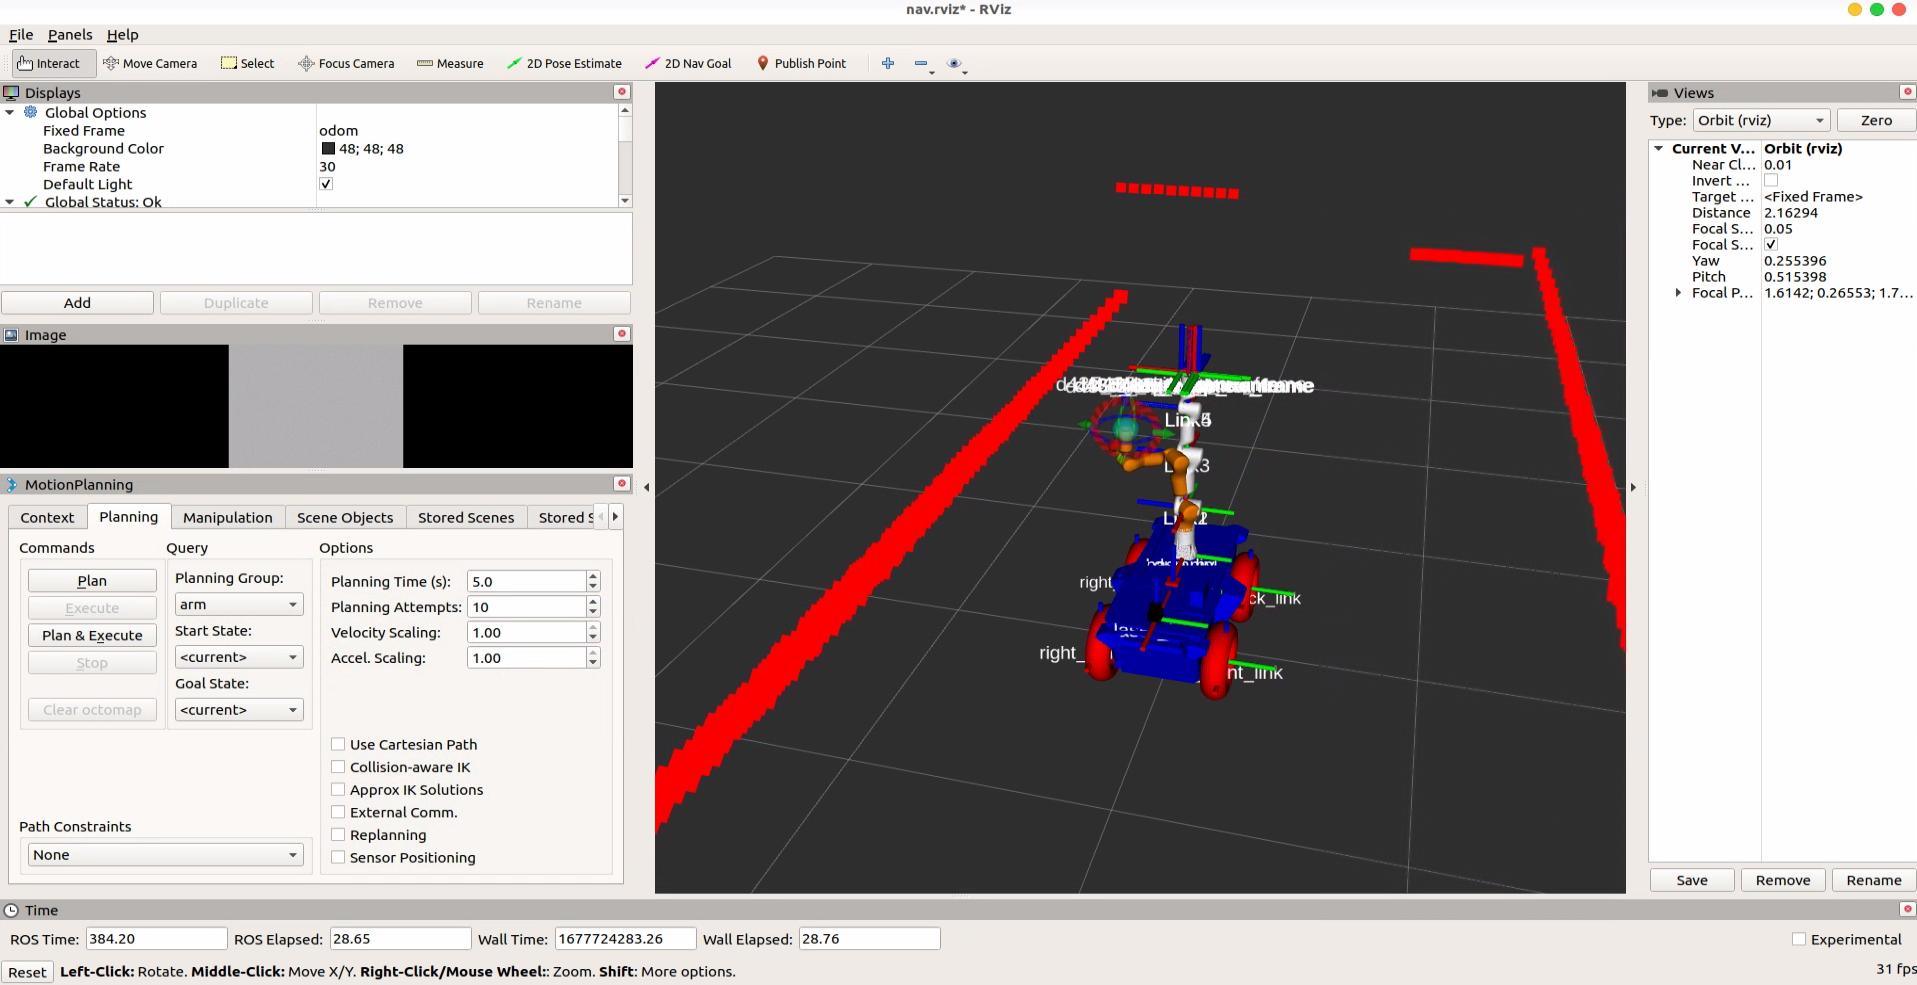 nav.rviz* - RViz
File Panels Help
Interact Move Camera Select Focus Camera Measure 2D Pose Estimate 2D Nav Goal Publish Point
Displays
Global Options
Fixed Frame odom
Background Color 48; 48; 48
Frame Rate 30
Default Light
Global Status: Ok
Add Duplicate Remove Rename
Image
MotionPlanning
Context Planning Manipulation Scene Objects Stored Scenes Stored S
Commands Query Options
Plan
Execute
Plan & Execute
Stop
Clear octomap
Planning Group:
arm
Start State:
<current>
Goal State:
<current>
Planning Time (s): 5.0
Planning Attempts: 10
Velocity Scaling: 1.00
Accel. Scaling: 1.00
Use Cartesian Path
Collision-aware IK
Approx IK Solutions
External Comm.
Replanning
Sensor Positioning
Path Constraints
None
right_
ck_link
right_
nt_link
Views
Type: Orbit (rviz) Zero
Current V... Orbit (rviz)
Near Cl... 0.01
Invert ...
Target ... <Fixed Frame>
Distance 2.16294
Focal S... 0.05
Focal S...
Yaw 0.255396
Pitch 0.515398
Focal P... 1.6142; 0.26553; 1.7...
Save Remove Rename
Time
ROS Time: 384.20 ROS Elapsed: 28.65 Wall Time: 1677724283.26 Wall Elapsed: 28.76 Experimental
Reset Left-Click: Rotate. Middle-Click: Move X/Y. Right-Click/Mouse Wheel:: Zoom. Shift: More options. 31 fps